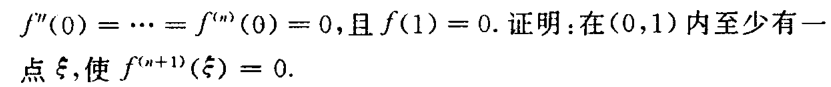 f''(0) = ⋯ = f⁽ⁿ⁾(0) = 0,且 f(1) = 0. 证明:在(0,1) 内至少有一
点 ξ,使 f⁽ⁿ⁺¹⁾(ξ) = 0.